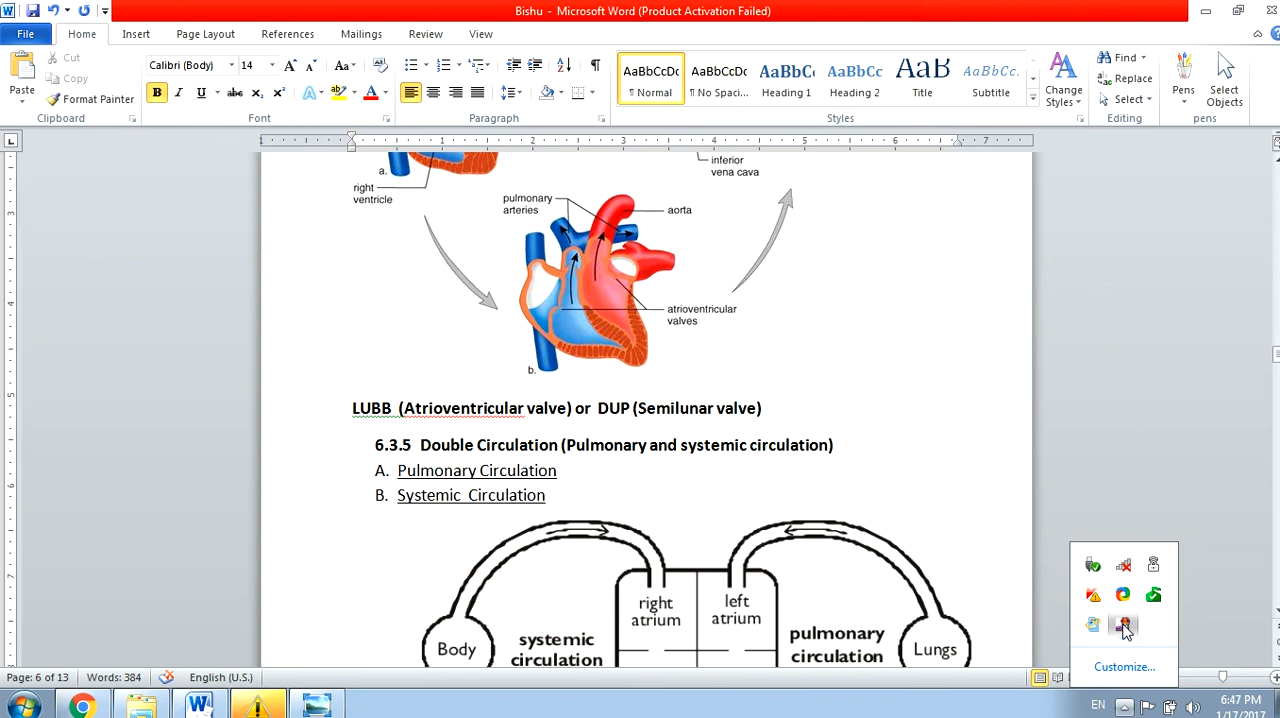 Bishu - Microsoft Word (Product Activation Failed)
File Home Insert Page Layout References Mailings Review View
Cut
Copy
Format Painter
Paste
Clipboard
Calibri (Body) 14
Font
Paragraph
AaBbCcDc AaBbCcDc AaBbC AaBbCc AaB AaBbCc.
¶ Normal ¶ No Spaci... Heading 1 Heading 2 Title Subtitle
Styles
Change Styles
Find
Replace
Select
Editing
Pens
Select Objects
pens
a.
right
ventricle
inferior
vena cava
pulmonary
arteries
aorta
atrioventricular
valves
b.
LUBB (Atrioventricular valve) or DUP (Semilunar valve)
6.3.5 Double Circulation (Pulmonary and systemic circulation)
A. Pulmonary Circulation
B. Systemic Circulation
right
atrium
left
atrium
Body
systemic
circulation
pulmonary
circulation
Lungs
Customize...
Page: 6 of 13 Words: 384 English (U.S.)
EN
6:47 PM
1/17/2017